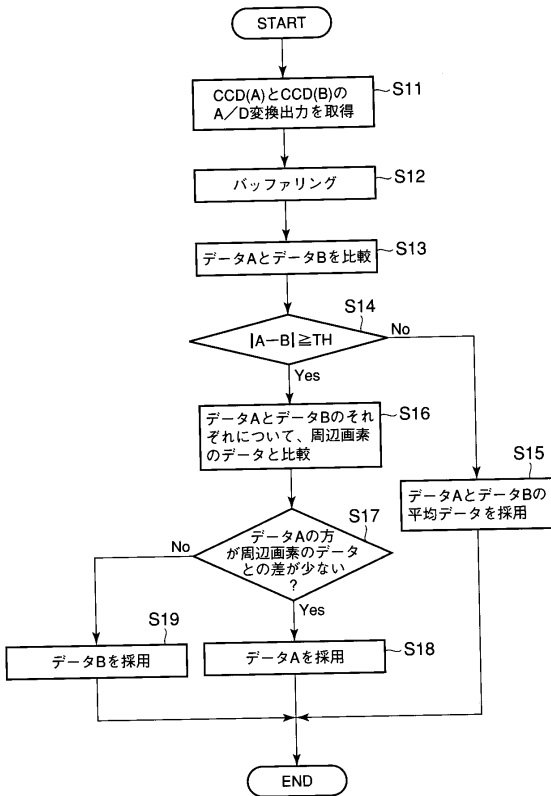 START
CCD(A)とCCD(B)の
A/D変換出力を取得
S11
バッファリング
S12
データAとデータBを比較
S13
S14
|A-B|≧TH
No
Yes
データAとデータBのそれ
ぞれについて、周辺画素
のデータと比較
S16
S15
データAとデータBの
平均データを採用
S17
データAの方
が周辺画素のデータ
との差が少ない
?
No
Yes
S19
データBを採用
データAを採用
S18
END